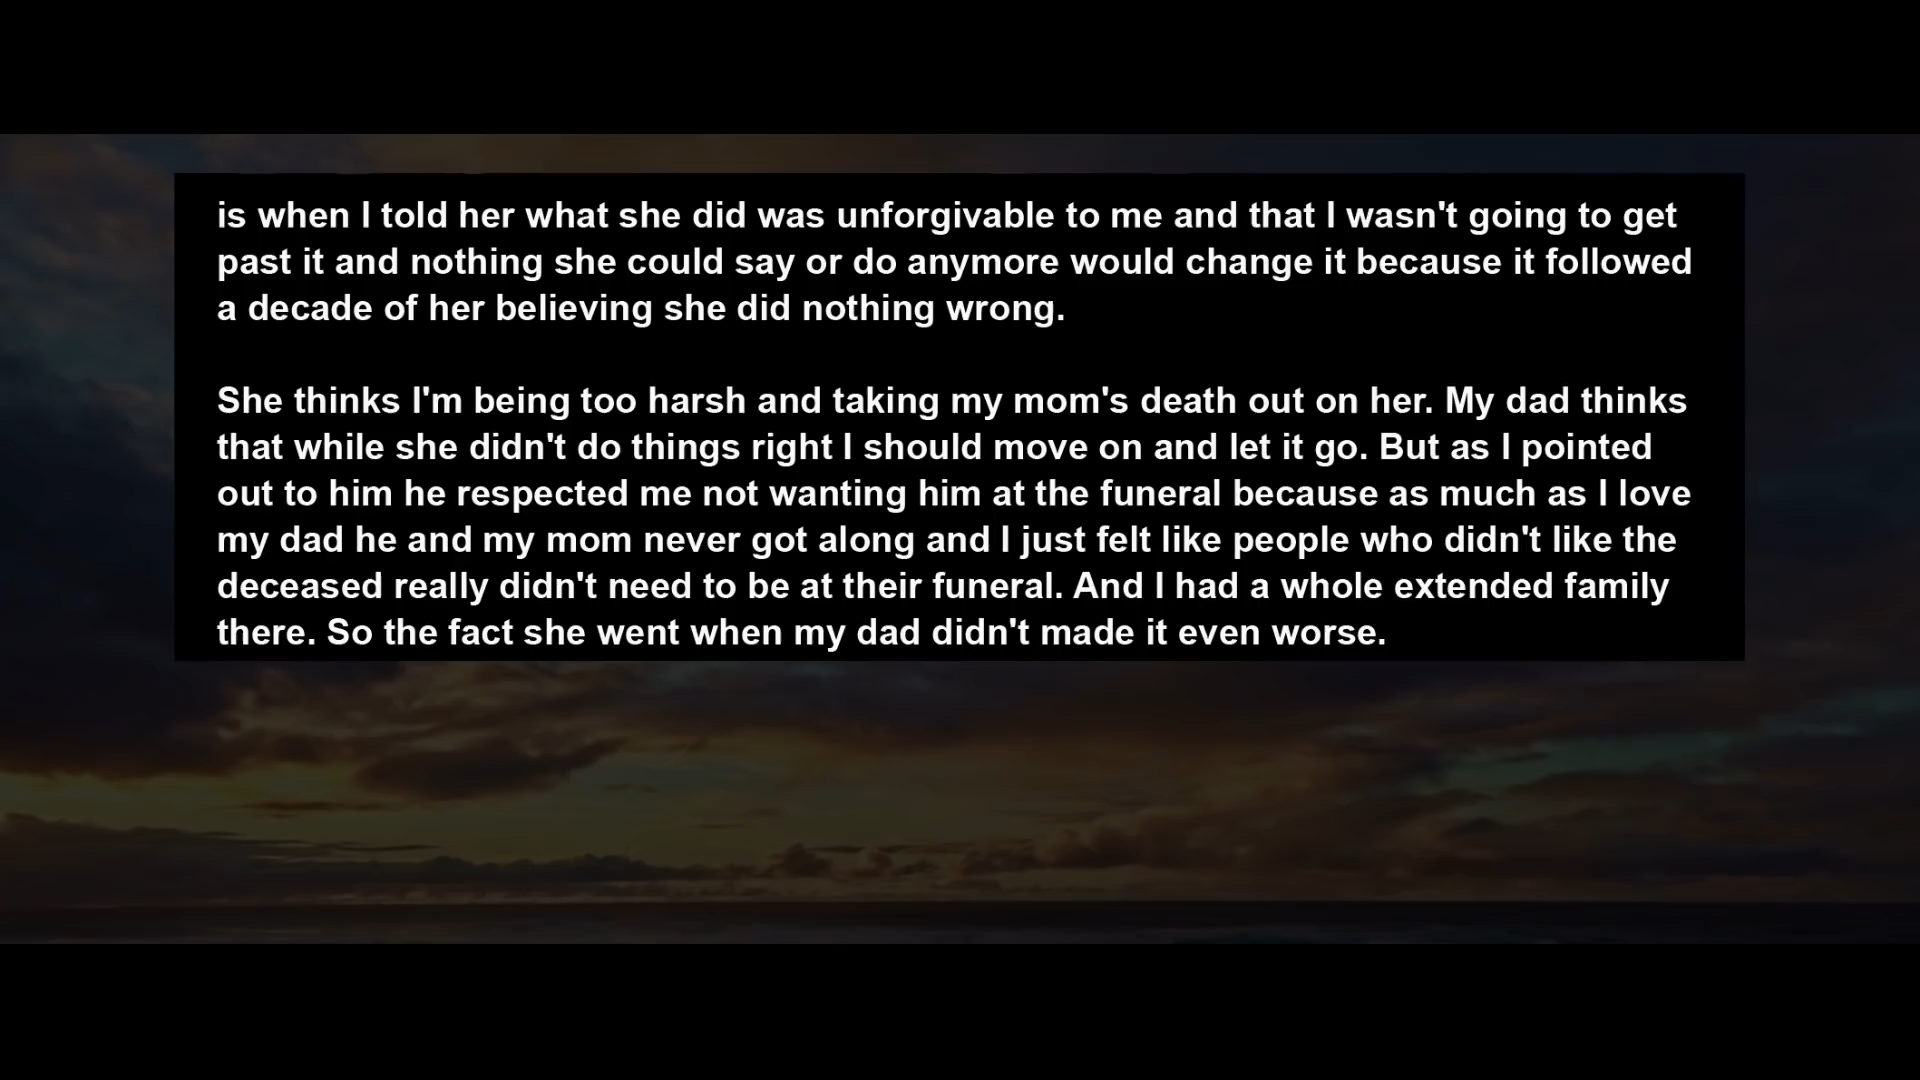 is when I told her what she did was unforgivable to me and that I wasn't going to get
past it and nothing she could say or do anymore would change it because it followed
a decade of her believing she did nothing wrong.
She thinks I'm being too harsh and taking my mom's death out on her. My dad thinks
that while she didn't do things right I should move on and let it go. But as I pointed
out to him he respected me not wanting him at the funeral because as much as I love
my dad he and my mom never got along and I just felt like people who didn't like the
deceased really didn't need to be at their funeral. And I had a whole extended family
there. So the fact she went when my dad didn't made it even worse.